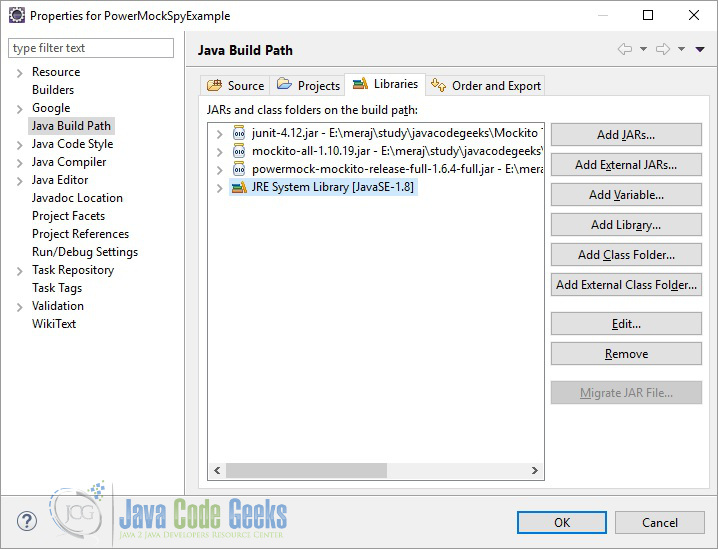 Properties for PowerMockSpyExample
type filter text
Resource
Builders
Google
Java Build Path
Java Code Style
Java Compiler
Java Editor
Javadoc Location
Project Facets
Project References
Run/Debug Settings
Task Repository
Task Tags
Validation
WikiText
Java Build Path
Source
Projects
Libraries
Order and Export
JARs and class folders on the build path:
junit-4.12.jar - E:\meraj\study\javacodegeeks\Mockito
mockito-all-1.10.19.jar - E:\meraj\study\javacodegeeks\
powermock-mockito-release-full-1.6.4-full.jar - E:\mera
JRE System Library [JavaSE-1.8]
Add JARs...
Add External JARs...
Add Variable...
Add Library...
Add Class Folder...
Add External Class Folder...
Edit...
Remove
Migrate JAR File...
?
JCG
Java Code Geeks
Java 2 Java Developers Resource Center
OK
Cancel